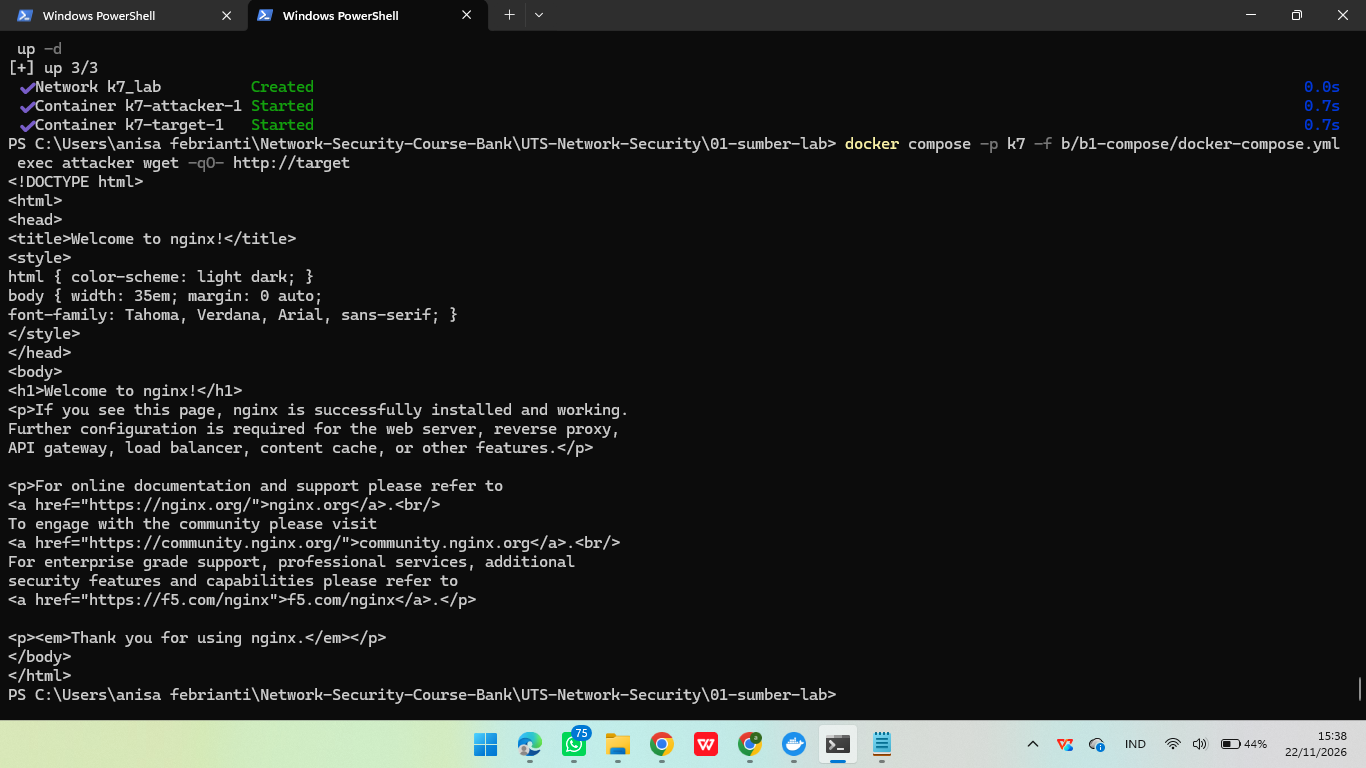 Windows PowerShell
Windows PowerShell
up -d
[+] up 3/3
✔Network k7_lab Created 0.0s
✔Container k7-attacker-1 Started 0.7s
✔Container k7-target-1 Started 0.7s
PS C:\Users\anisa febrianti\Network-Security-Course-Bank\UTS-Network-Security\01-sumber-lab> docker compose -p k7 -f b/b1-compose/docker-compose.yml
exec attacker wget -qO- http://target
<!DOCTYPE html>
<html>
<head>
<title>Welcome to nginx!</title>
<style>
html { color-scheme: light dark; }
body { width: 35em; margin: 0 auto;
font-family: Tahoma, Verdana, Arial, sans-serif; }
</style>
</head>
<body>
<h1>Welcome to nginx!</h1>
<p>If you see this page, nginx is successfully installed and working.
Further configuration is required for the web server, reverse proxy,
API gateway, load balancer, content cache, or other features.</p>

<p>For online documentation and support please refer to
<a href="https://nginx.org/">nginx.org</a>.<br/>
To engage with the community please visit
<a href="https://community.nginx.org/">community.nginx.org</a>.<br/>
For enterprise grade support, professional services, additional
security features and capabilities please refer to
<a href="https://f5.com/nginx">f5.com/nginx</a>.</p>

<p><em>Thank you for using nginx.</em></p>
</body>
</html>
PS C:\Users\anisa febrianti\Network-Security-Course-Bank\UTS-Network-Security\01-sumber-lab>
75
IND
44%
15:38
22/11/2026